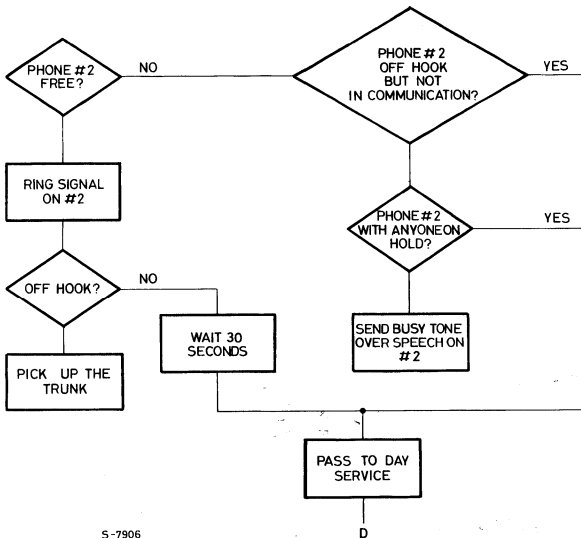 PHONE #2
FREE?
NO
PHONE #2
OFF HOOK
BUT NOT
IN COMMUNICATION?
YES
RING SIGNAL
ON #2
PHONE #2
WITH ANYONEON
HOLD?
YES
OFF HOOK?
NO
WAIT 30
SECONDS
SEND BUSY TONE
OVER SPEECH ON
#2
PICK UP THE
TRUNK
PASS TO DAY
SERVICE
S-7906
D